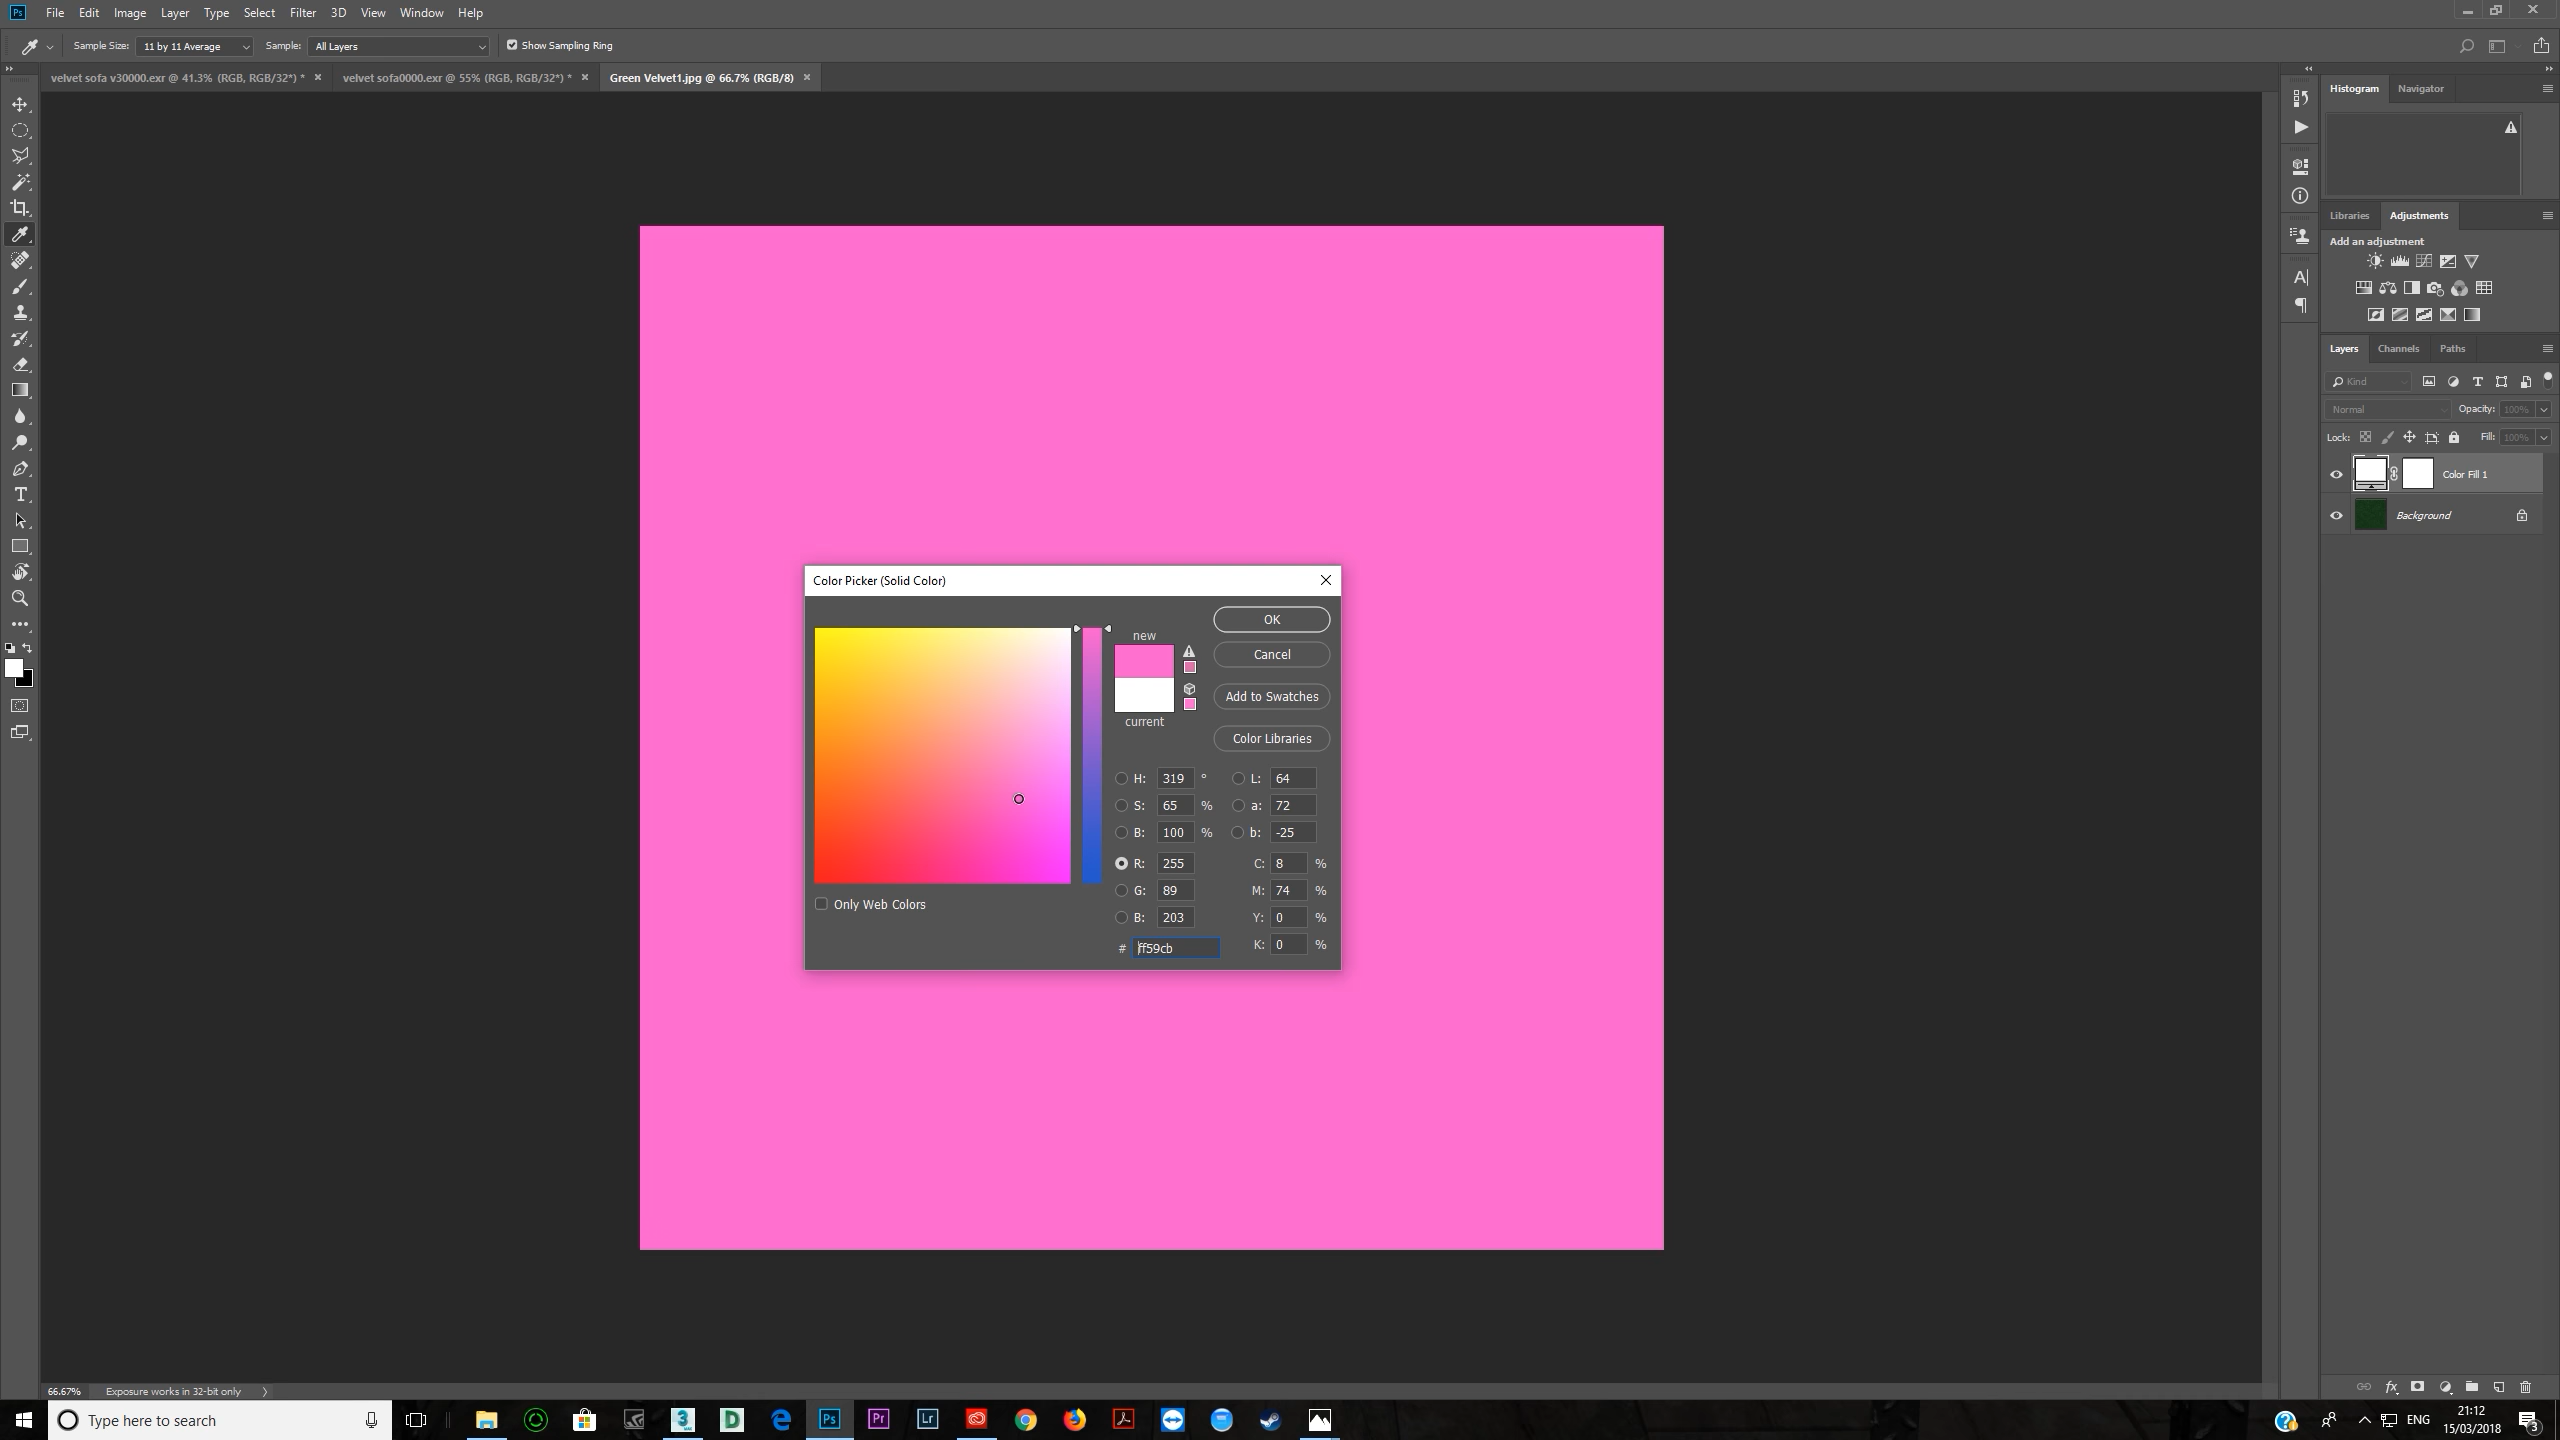 Ps File Edit Image Layer Type Select Filter 3D View Window Help
Sample Size: 11 by 11 Average Sample: All Layers Show Sampling Ring
velvet sofa v30000.exr @ 41.3% (RGB, RGB/32*) * × velvet sofa0000.exr @ 55% (RGB, RGB/32*) * × Green Velvet1.jpg @ 66.7% (RGB/8) ×
Histogram Navigator
Libraries Adjustments
Add an adjustment
Layers Channels Paths
Kind
Normal Opacity: 100%
Lock: Fill: 100%
Color Fill 1
Background
Color Picker (Solid Color)
new
current
OK
Cancel
Add to Swatches
Color Libraries
H: 319 ° L: 64
S: 65 % a: 72
B: 100 % b: -25
R: 255 C: 8 %
G: 89 M: 74 %
B: 203 Y: 0 %
# ff59cb K: 0 %
Only Web Colors
66.67% Exposure works in 32-bit only
Type here to search
3 D Ps Pr Lr
ENG
21:12
15/03/2018
3